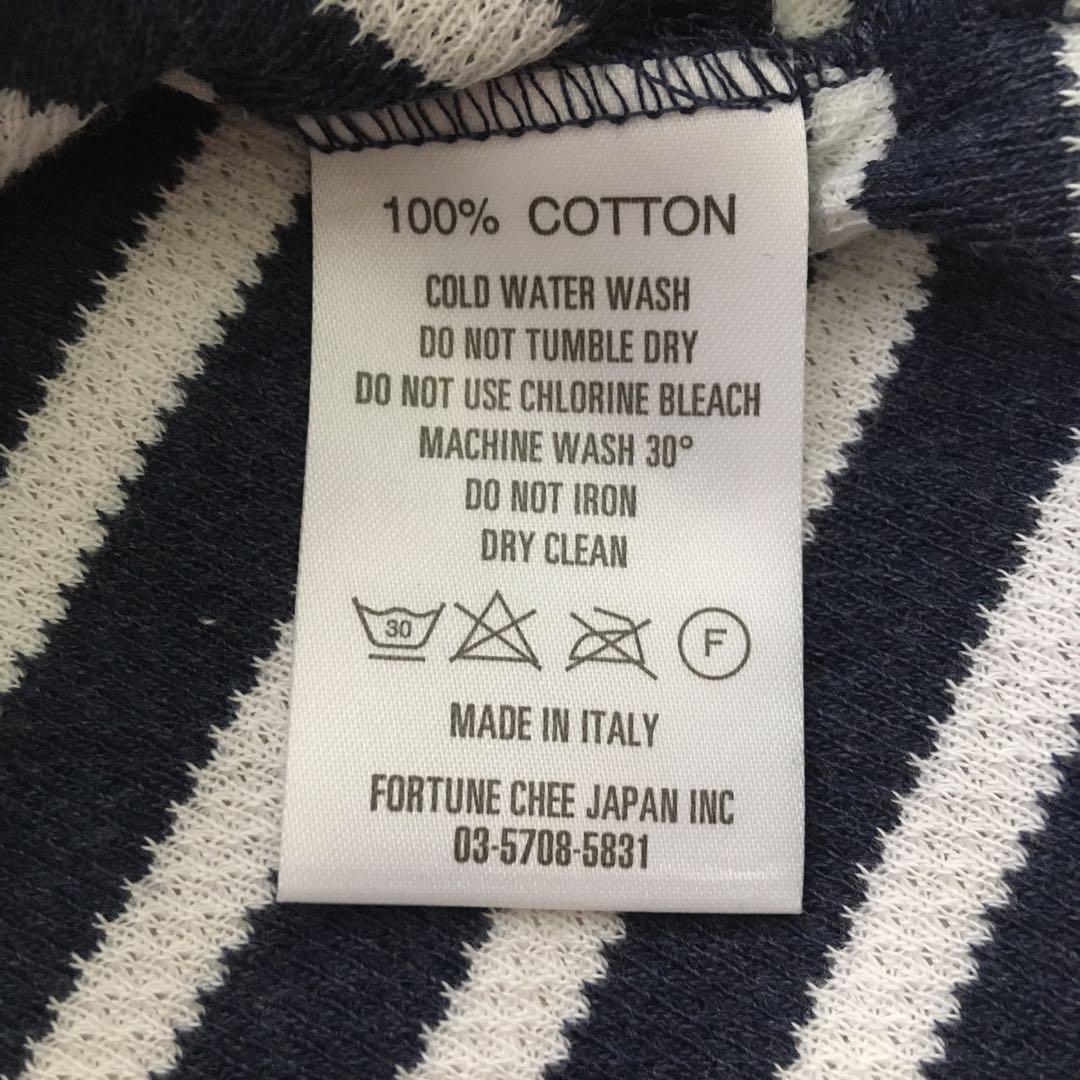 100% COTTON
COLD WATER WASH
DO NOT TUMBLE DRY
DO NOT USE CHLORINE BLEACH
MACHINE WASH 30°
DO NOT IRON
DRY CLEAN
30 F
MADE IN ITALY
FORTUNE CHEE JAPAN INC
03-5708-5831